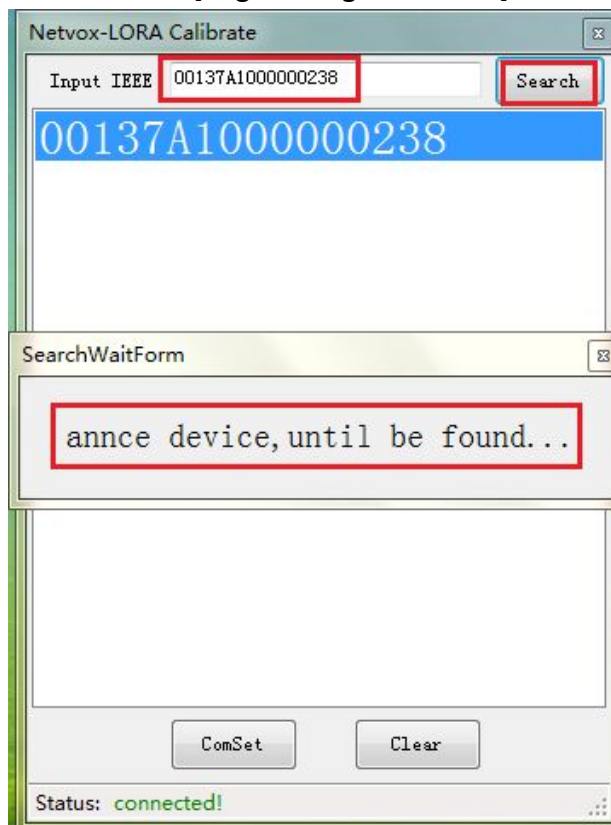 Netvox-LORA Calibrate
Input IEEE 00137A1000000238 Search
00137A1000000238
SearchWaitForm
annce device,until be found...
ComSet Clear
Status: connected!